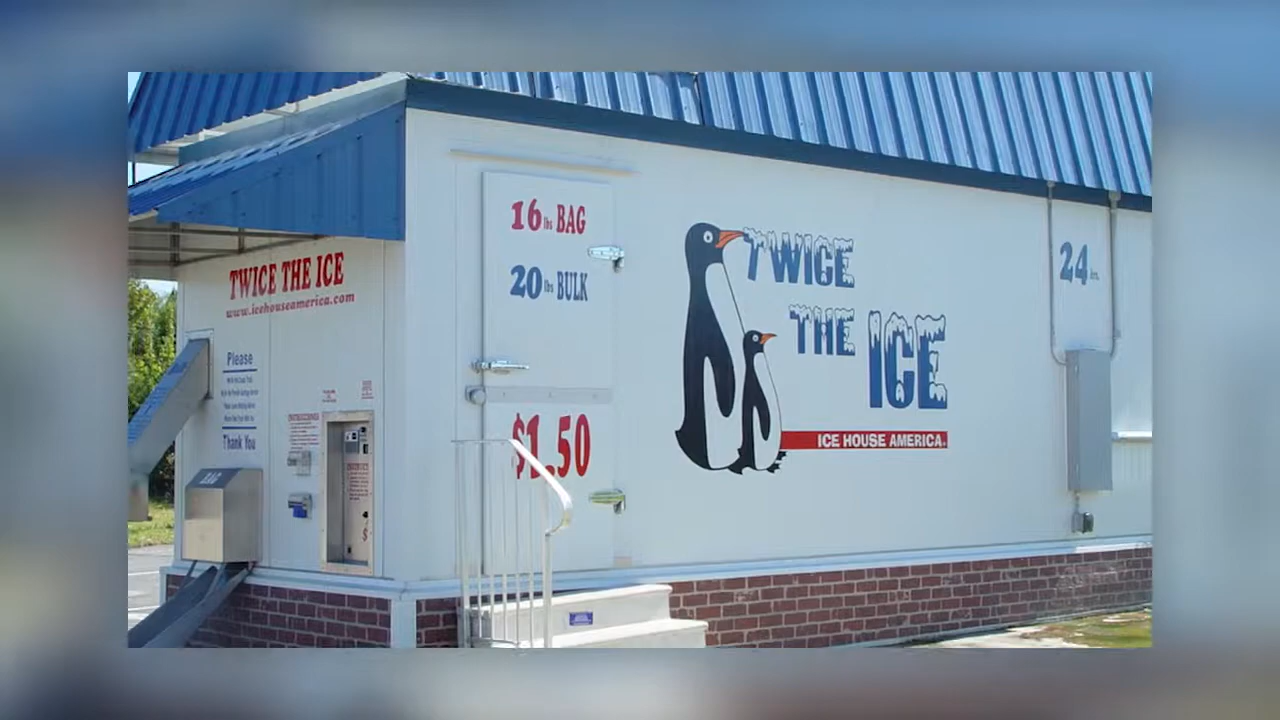 TWICE THE ICE
www.icehouseamerica.com
Please
Thank You
BAG
16 lbs BAG
20 lbs BULK
$1.50
TWICE
THE ICE
ICE HOUSE AMERICA
24 hrs.